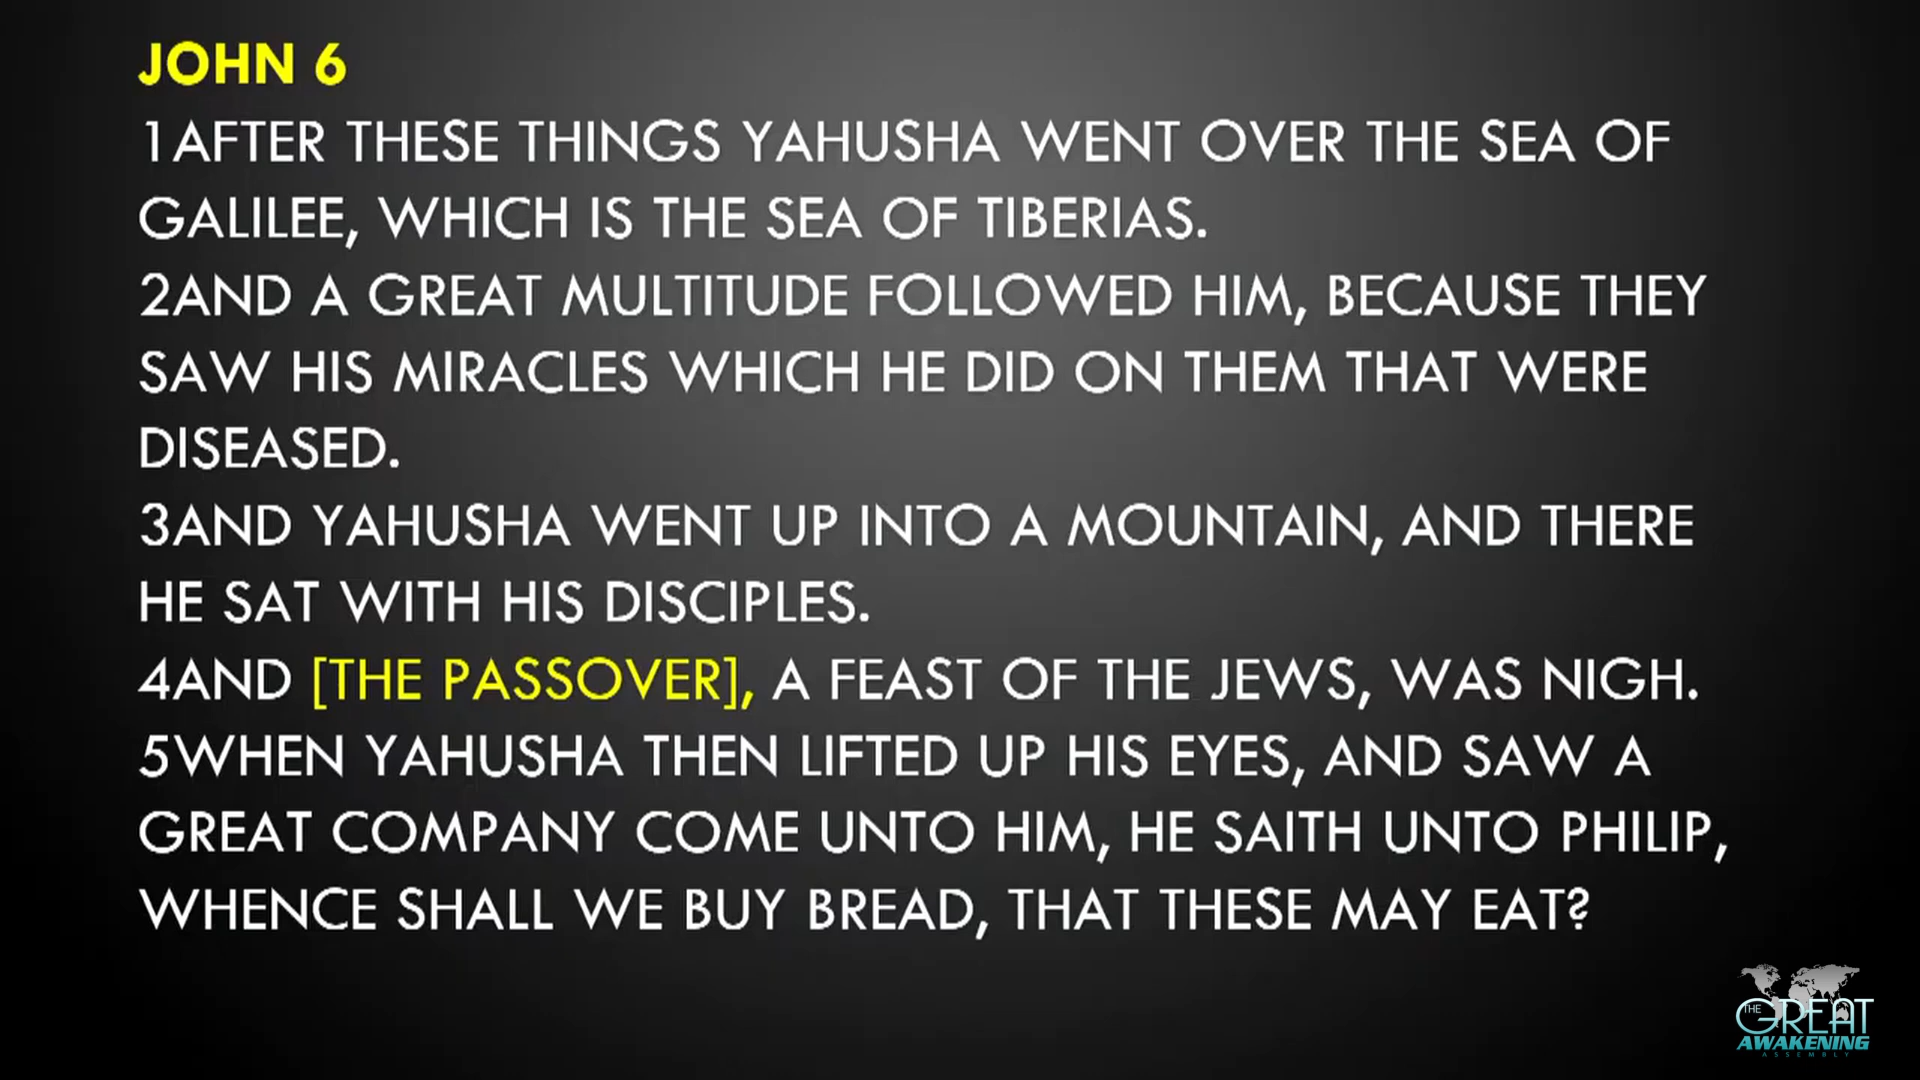 JOHN 6
1AFTER THESE THINGS YAHUSHA WENT OVER THE SEA OF
GALILEE, WHICH IS THE SEA OF TIBERIAS.
2AND A GREAT MULTITUDE FOLLOWED HIM, BECAUSE THEY
SAW HIS MIRACLES WHICH HE DID ON THEM THAT WERE
DISEASED.
3AND YAHUSHA WENT UP INTO A MOUNTAIN, AND THERE
HE SAT WITH HIS DISCIPLES.
4AND [THE PASSOVER], A FEAST OF THE JEWS, WAS NIGH.
5WHEN YAHUSHA THEN LIFTED UP HIS EYES, AND SAW A
GREAT COMPANY COME UNTO HIM, HE SAITH UNTO PHILIP,
WHENCE SHALL WE BUY BREAD, THAT THESE MAY EAT?
THE GREAT
AWAKENING
ASSEMBLY